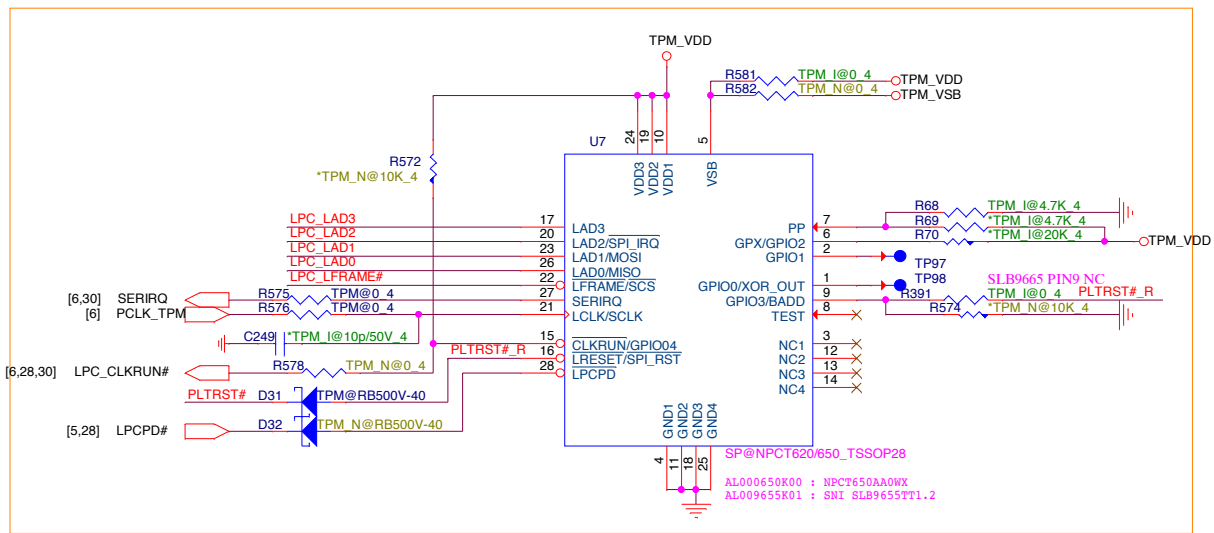 TPM_VDD
R581 TPM_I@0_4 TPM_VDD
R582 TPM_N@0_4 TPM_VSB
U7
24 19 10 5
VDD3 VDD2 VDD1 VSB
R572
*TPM_N@10K_4
LPC_LAD3 17 LAD3
LPC_LAD2 20 LAD2/SPI_IRQ
LPC_LAD1 23 LAD1/MOSI
LPC_LAD0 26 LAD0/MISO
LPC_LFRAME# 22 LFRAME/SCS
[6,30] SERIRQ R575 TPM@0_4 27 SERIRQ
[6] PCLK_TPM R576 TPM@0_4 21 LCLK/SCLK
C249 *TPM_I@10p/50V_4
15 CLKRUN/GPIO04
PLTRST#_R 16 LRESET/SPI_RST
28 LPCPD
[6,28,30] LPC_CLKRUN# R578 TPM_N@0_4
PLTRST# D31 TPM@RB500V-40
[5,28] LPCPD# D32 TPM_N@RB500V-40
PP 7 R68 TPM_I@4.7K_4
R69 *TPM_I@4.7K_4
GPX/GPIO2 6 R70 *TPM_I@20K_4 TPM_VDD
GPIO1 2 TP97
GPIO0/XOR_OUT 1 TP98
SLB9665 PIN9 NC
GPIO3/BADD 9 R391 TPM_I@0_4 PLTRST#_R
TEST 8 R574 *TPM_N@10K_4
NC1 3
NC2 12
NC3 13
NC4 14
GND1 GND2 GND3 GND4
4 11 18 25
SP@NPCT620/650_TSSOP28
AL000650K00 : NPCT650AA0WX
AL009655K01 : SNI SLB9655TT1.2